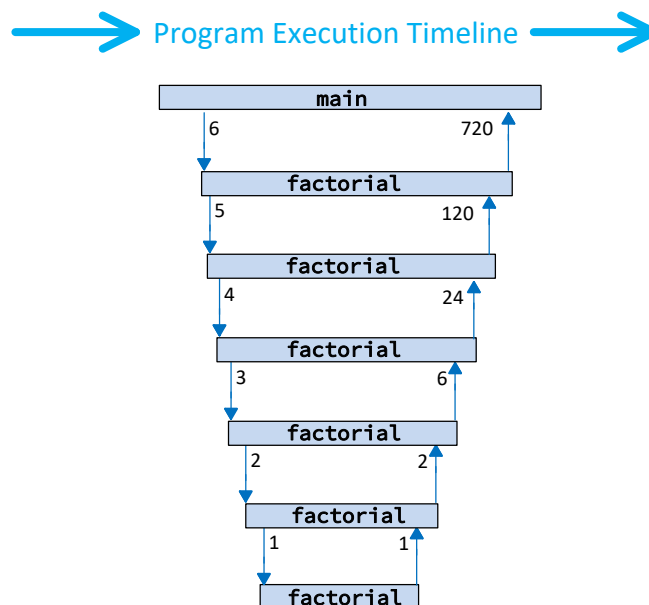 Program Execution Timeline
main
6 720
factorial
5 120
factorial
4 24
factorial
3 6
factorial
2 2
factorial
1 1
factorial